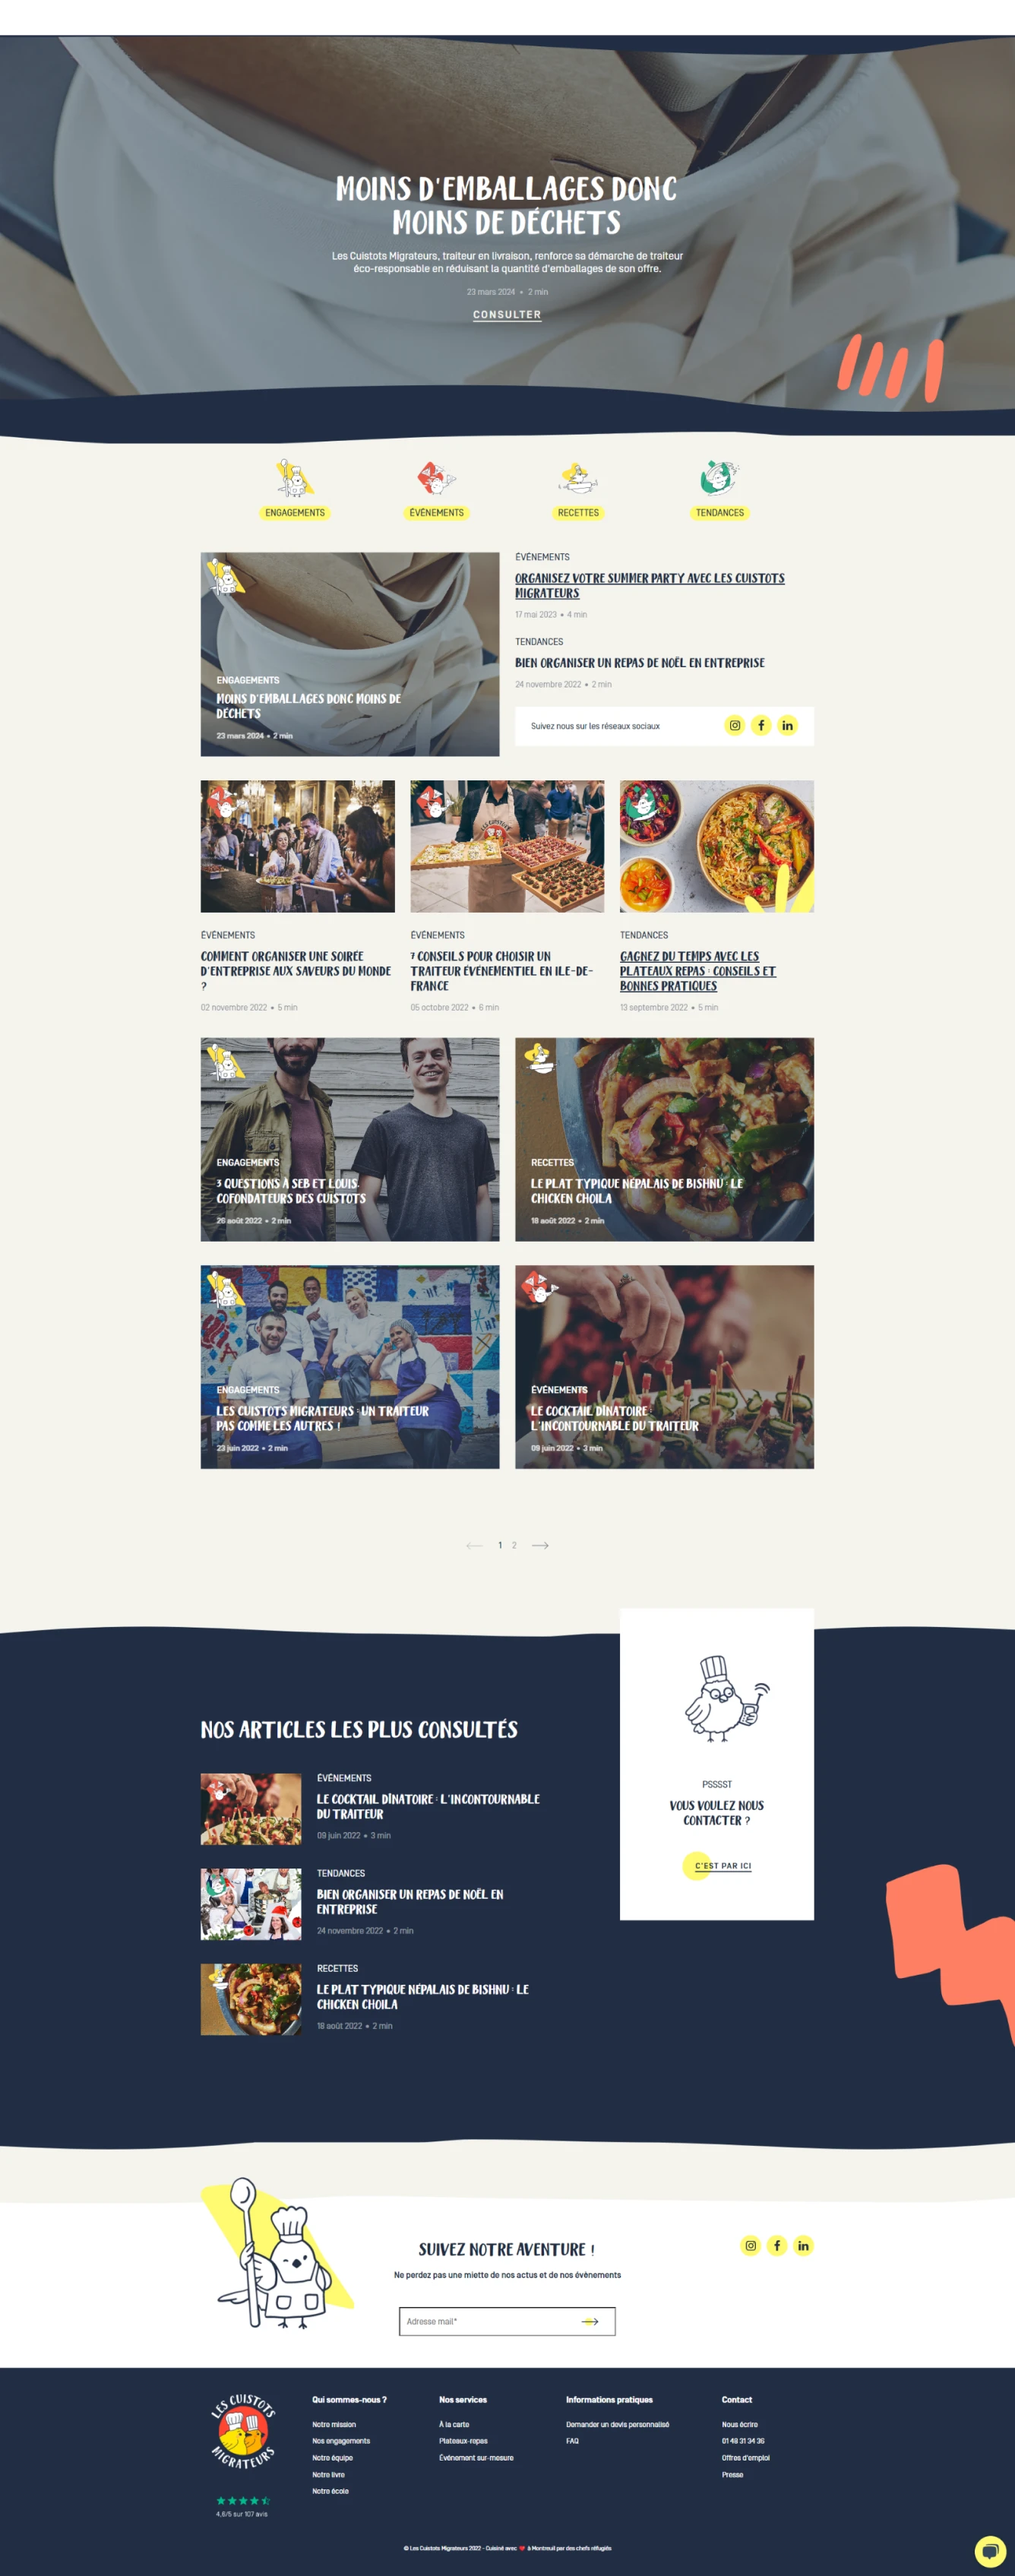 MOINS D'EMBALLAGES DONC
MOINS DE DÉCHETS
Les Cuistots Migrateurs, traiteur en livraison, renforce sa démarche de traiteur
éco-responsable en réduisant la quantité d'emballages de son offre.
23 mars 2024 • 2 min
CONSULTER
ENGAGEMENTS
ÉVÉNEMENTS
RECETTES
TENDANCES
ENGAGEMENTS
MOINS D'EMBALLAGES DONC MOINS DE
DÉCHETS
23 mars 2024 • 2 min
ÉVÉNEMENTS
ORGANISEZ VOTRE SUMMER PARTY AVEC LES CUISTOTS
MIGRATEURS
17 mai 2023 • 4 min
TENDANCES
BIEN ORGANISER UN REPAS DE NOËL EN ENTREPRISE
24 novembre 2022 • 2 min
Suivez nous sur les réseaux sociaux
ÉVÉNEMENTS
COMMENT ORGANISER UNE SOIRÉE
D'ENTREPRISE AUX SAVEURS DU MONDE
?
02 novembre 2022 • 5 min
LES CUISTOTS
ÉVÉNEMENTS
7 CONSEILS POUR CHOISIR UN
TRAITEUR ÉVÉNEMENTIEL EN ILE-DE-
FRANCE
05 octobre 2022 • 6 min
TENDANCES
GAGNEZ DU TEMPS AVEC LES
PLATEAUX REPAS : CONSEILS ET
BONNES PRATIQUES
13 septembre 2022 • 5 min
ENGAGEMENTS
3 QUESTIONS À SEB ET LOUIS,
COFONDATEURS DES CUISTOTS
26 août 2022 • 2 min
RECETTES
LE PLAT TYPIQUE NÉPALAIS DE BISHNU : LE
CHICKEN CHOILA
18 août 2022 • 2 min
ENGAGEMENTS
LES CUISTOTS MIGRATEURS : UN TRAITEUR
PAS COMME LES AUTRES !
23 juin 2022 • 2 min
ÉVÉNEMENTS
LE COCKTAIL DÎNATOIRE :
L'INCONTOURNABLE DU TRAITEUR
09 juin 2022 • 3 min
1 2
NOS ARTICLES LES PLUS CONSULTÉS
ÉVÉNEMENTS
LE COCKTAIL DÎNATOIRE : L'INCONTOURNABLE
DU TRAITEUR
09 juin 2022 • 3 min
TENDANCES
BIEN ORGANISER UN REPAS DE NOËL EN
ENTREPRISE
24 novembre 2022 • 2 min
RECETTES
LE PLAT TYPIQUE NÉPALAIS DE BISHNU : LE
CHICKEN CHOILA
18 août 2022 • 2 min
PSSSST
VOUS VOULEZ NOUS
CONTACTER ?
C'EST PAR ICI
SUIVEZ NOTRE AVENTURE !
Ne perdez pas une miette de nos actus et de nos évènements
Adresse mail*
LES CUISTOTS
MIGRATEURS
4,6/5 sur 107 avis
Qui sommes-nous ?
Notre mission
Nos engagements
Notre équipe
Notre livre
Notre école
Nos services
À la carte
Plateaux-repas
Événement sur-mesure
Informations pratiques
Demander un devis personnalisé
FAQ
Contact
Nous écrire
01 48 31 34 36
Offres d'emploi
Presse
© Les Cuistots Migrateurs 2022 - Cuisiné avec ❤ à Montreuil par des chefs réfugiés